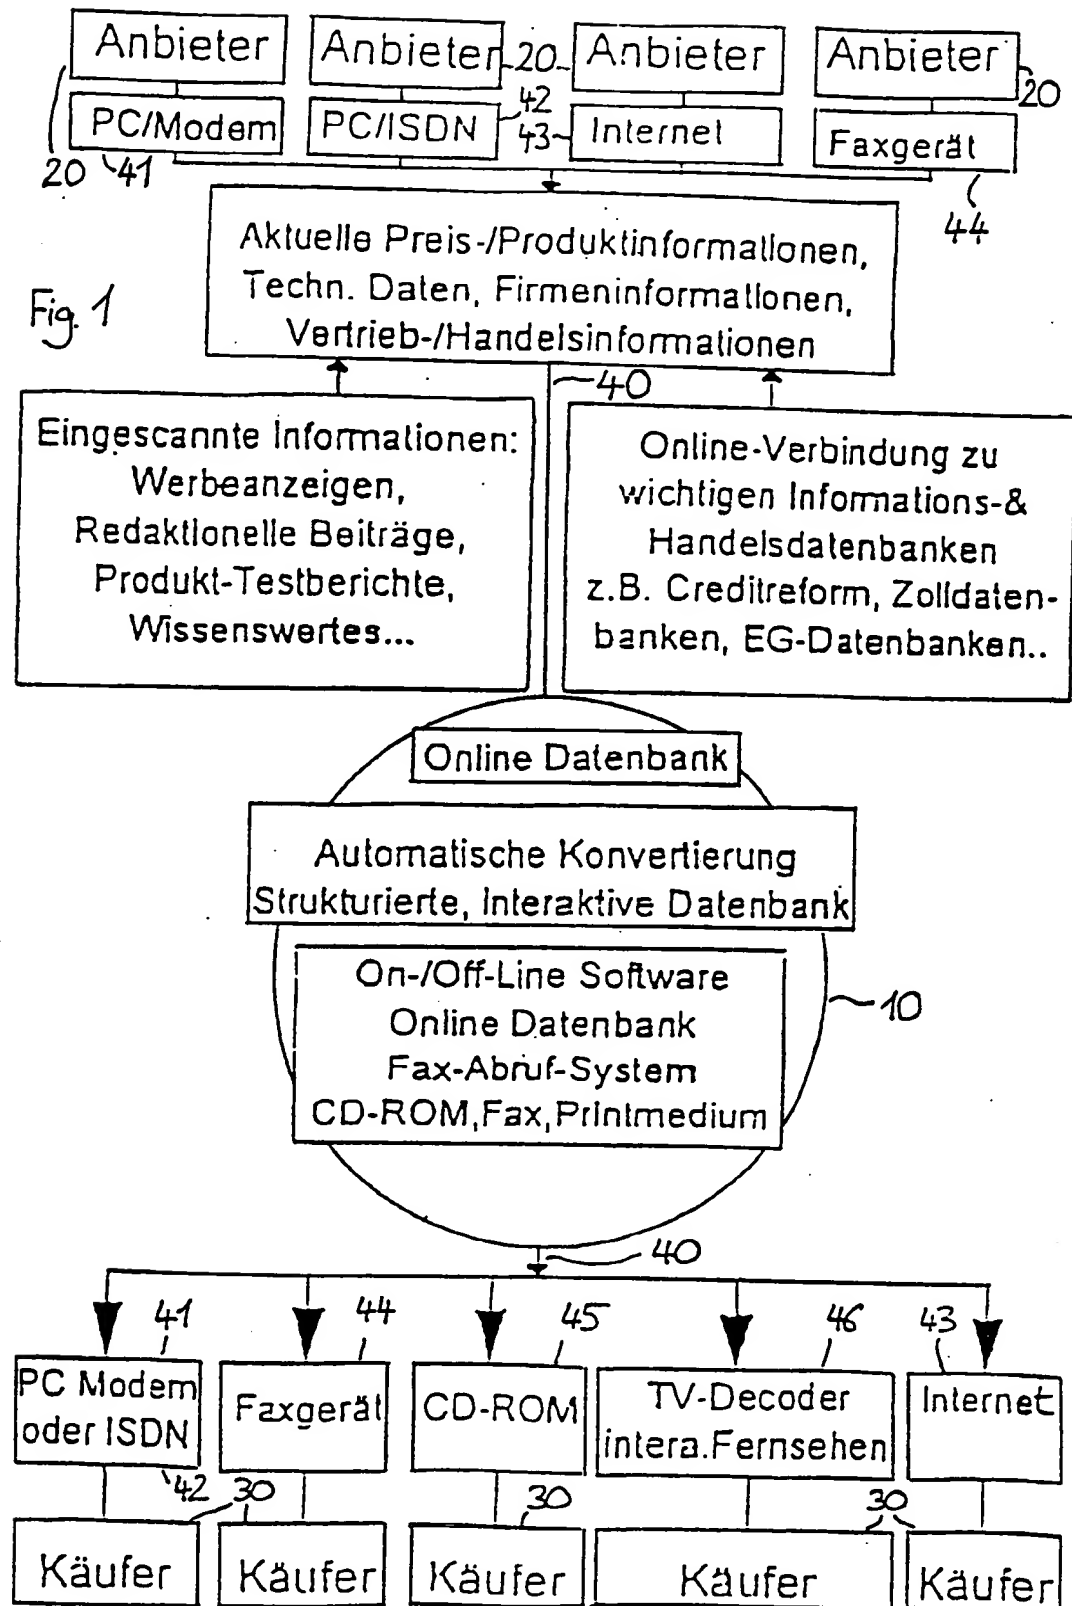 Anbieter Anbieter 20 Anbieter Anbieter 20
PC/Modem PC/ISDN 42 43 Internet Faxgerät
20 41 44
Aktuelle Preis-/Produktinformationen,
Techn. Daten, Firmeninformationen,
Vertrieb-/Handelsinformationen
Fig. 1
40
Eingescannte Informationen:
Werbeanzeigen,
Redaktionelle Beiträge,
Produkt-Testberichte,
Wissenswertes...
Online-Verbindung zu
wichtigen Informations-&
Handelsdatenbanken
z.B. Creditreform, Zolldaten-
banken, EG-Datenbanken..
Online Datenbank
Automatische Konvertierung
Strukturierte, Interaktive Datenbank
On-/Off-Line Software
Online Datenbank
Fax-Abruf-System
CD-ROM,Fax,Printmedium
10
40
41 44 45 46 43
PC Modem
oder ISDN
Faxgerät
CD-ROM
TV-Decoder
intera.Fernsehen
Internet
42 30 30 30
Käufer Käufer Käufer Käufer Käufer